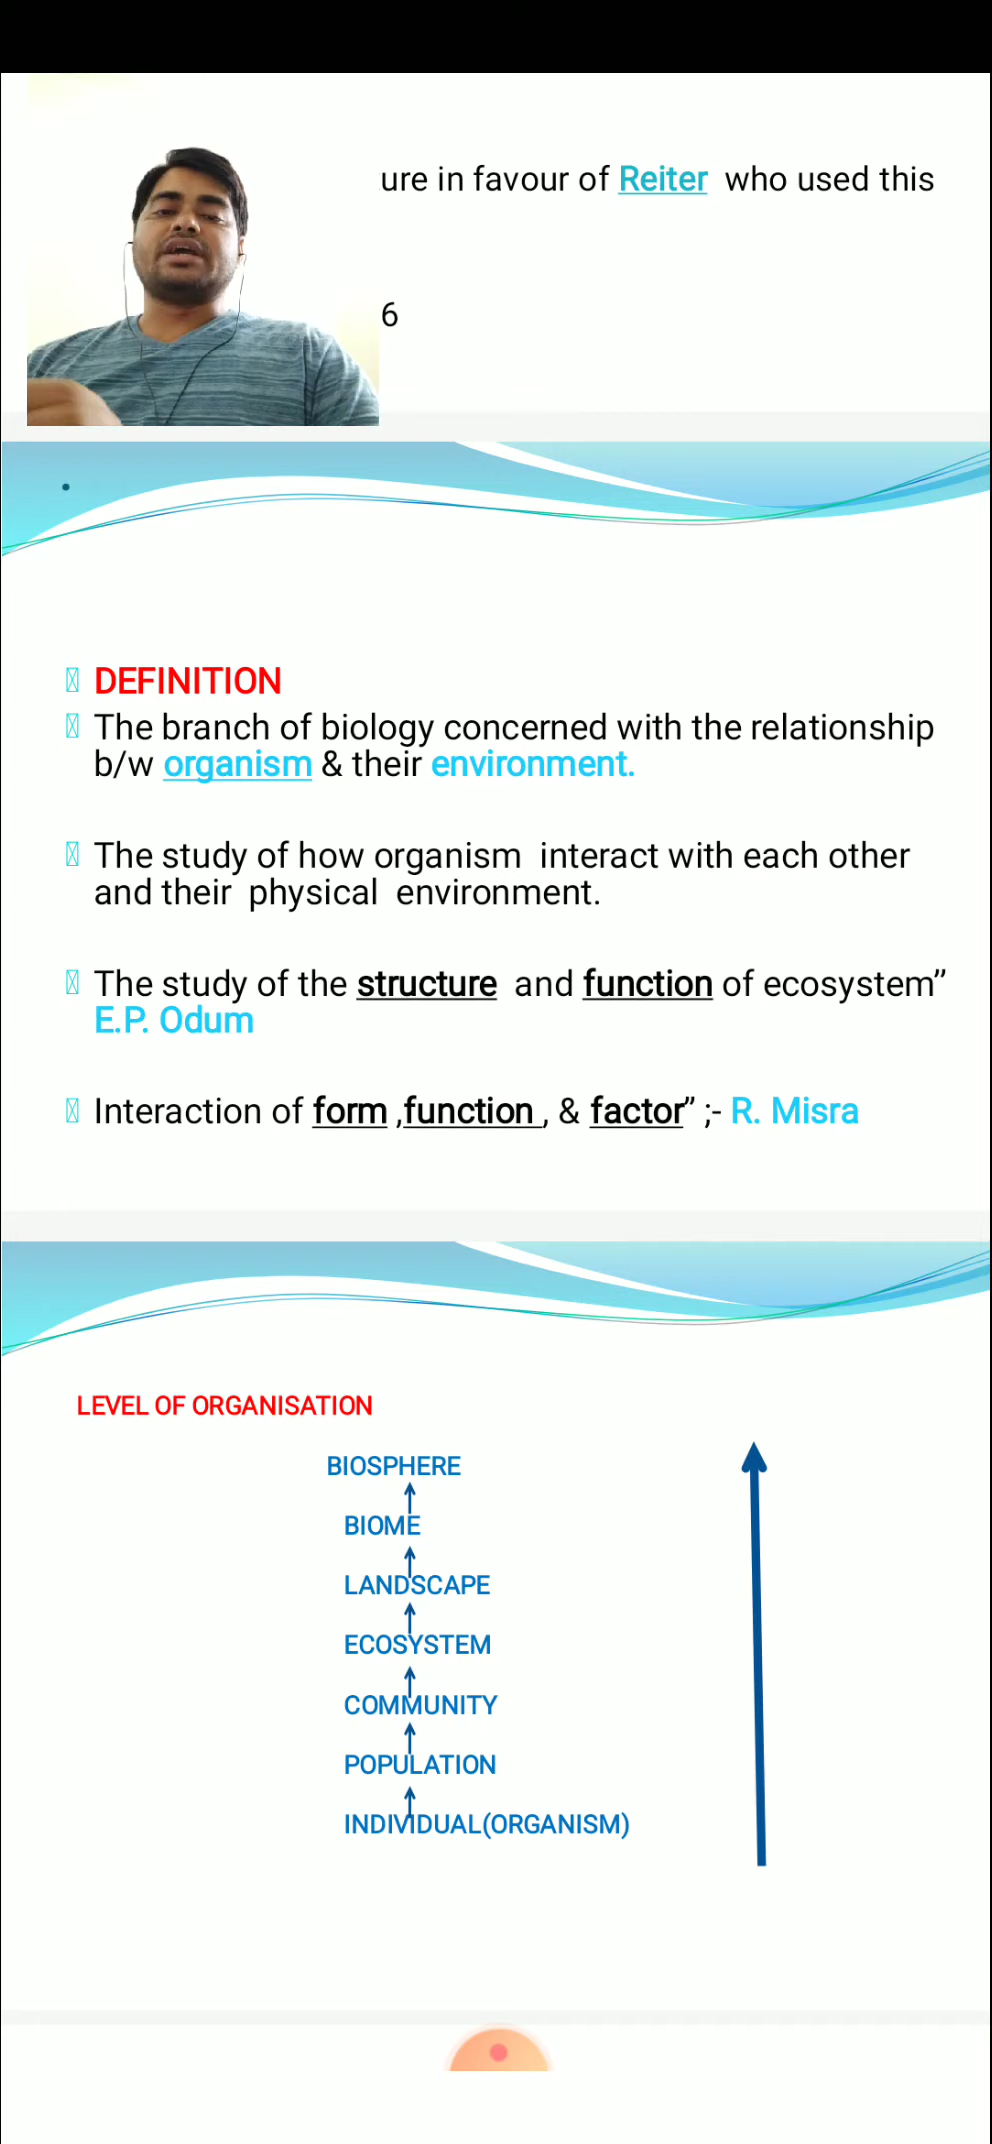 ure in favour of Reiter who used this
6
DEFINITION
The branch of biology concerned with the relationship
b/w organism & their environment.
The study of how organism interact with each other
and their physical environment.
The study of the structure and function of ecosystem”
E.P. Odum
Interaction of form ,function , & factor” ;- R. Misra
LEVEL OF ORGANISATION
BIOSPHERE
BIOME
LANDSCAPE
ECOSYSTEM
COMMUNITY
POPULATION
INDIVIDUAL(ORGANISM)